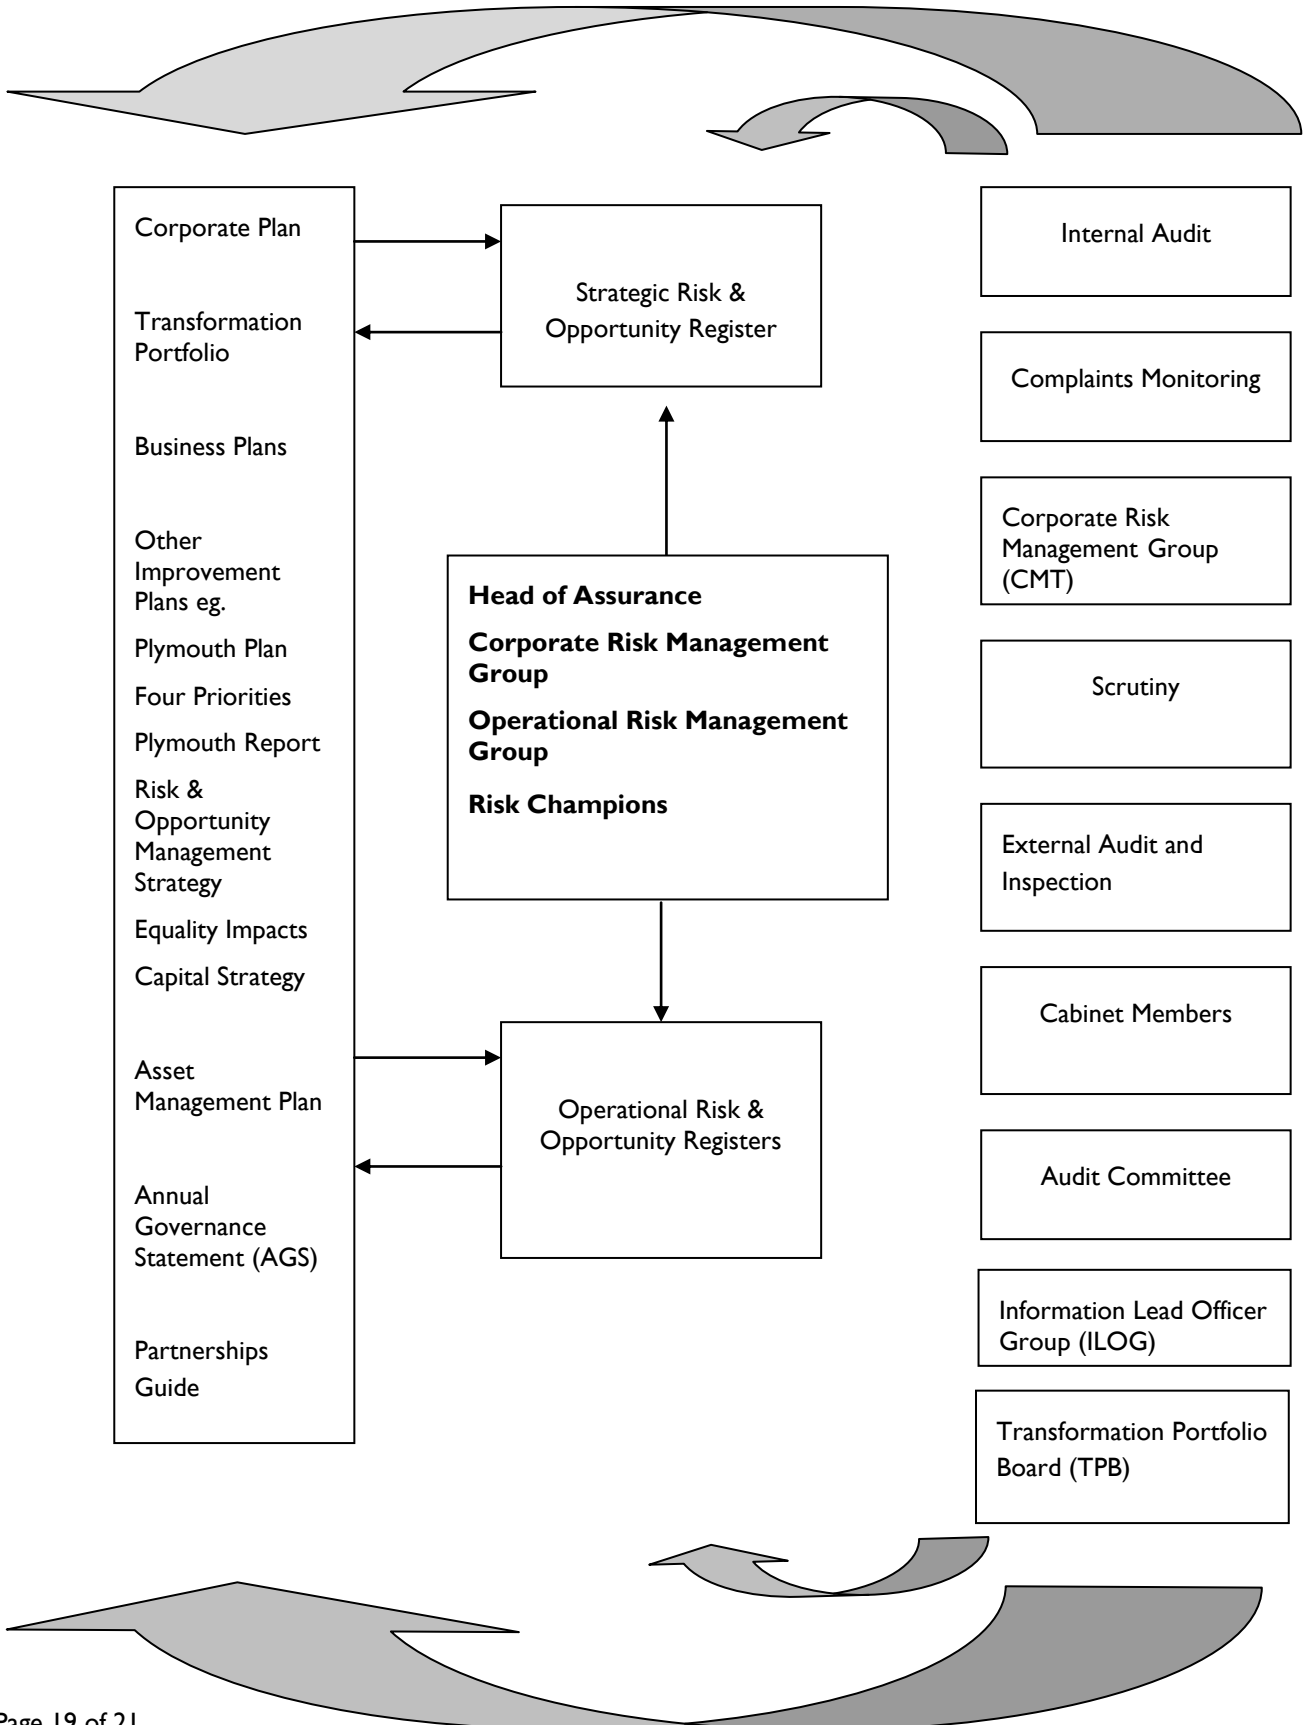 Corporate Plan
Transformation
Portfolio
Business Plans
Other
Improvement
Plans eg.
Plymouth Plan
Four Priorities
Plymouth Report
Risk &
Opportunity
Management
Strategy
Equality Impacts
Capital Strategy
Asset
Management Plan
Annual
Governance
Statement (AGS)
Partnerships
Guide
Strategic Risk &
Opportunity Register
Head of Assurance
Corporate Risk Management
Group
Operational Risk Management
Group
Risk Champions
Operational Risk &
Opportunity Registers
Internal Audit
Complaints Monitoring
Corporate Risk
Management Group
(CMT)
Scrutiny
External Audit and
Inspection
Cabinet Members
Audit Committee
Information Lead Officer
Group (ILOG)
Transformation Portfolio
Board (TPB)
Page 19 of 21